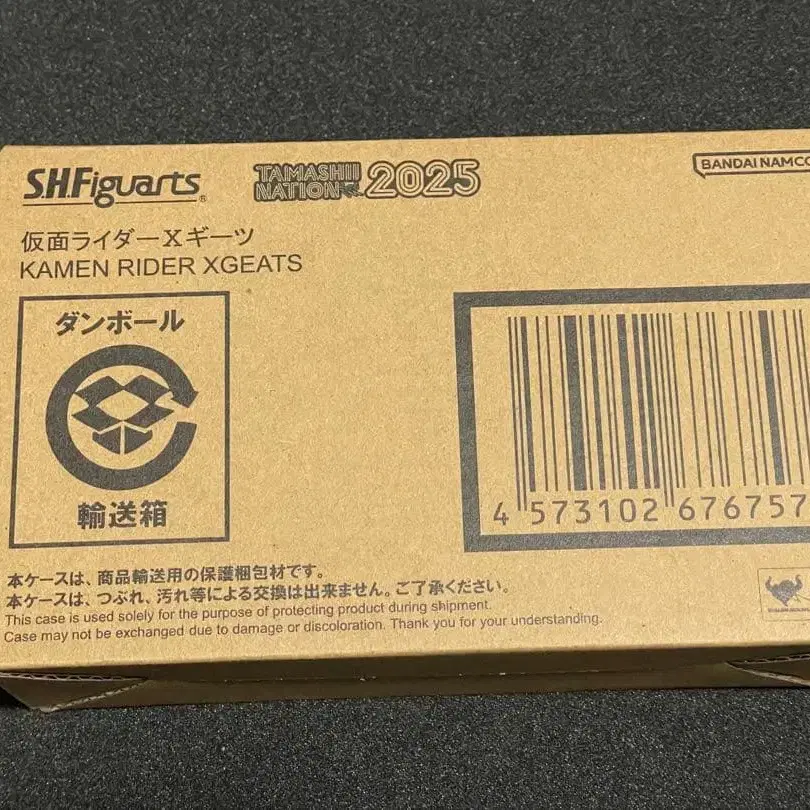 S.H.Figuarts®
TAMASHII NATION 2025
BANDAI NAMCO
仮面ライダーXギーツ
KAMEN RIDER XGEATS
ダンボール
輸送箱
4 573102 676757
本ケースは、商品輸送用の保護梱包材です。
本ケースは、つぶれ、汚れ等による交換は出来ません。ご了承ください。
This case is used solely for the purpose of protecting product during shipment.
Case may not be exchanged due to damage or discoloration. Thank you for your understanding.